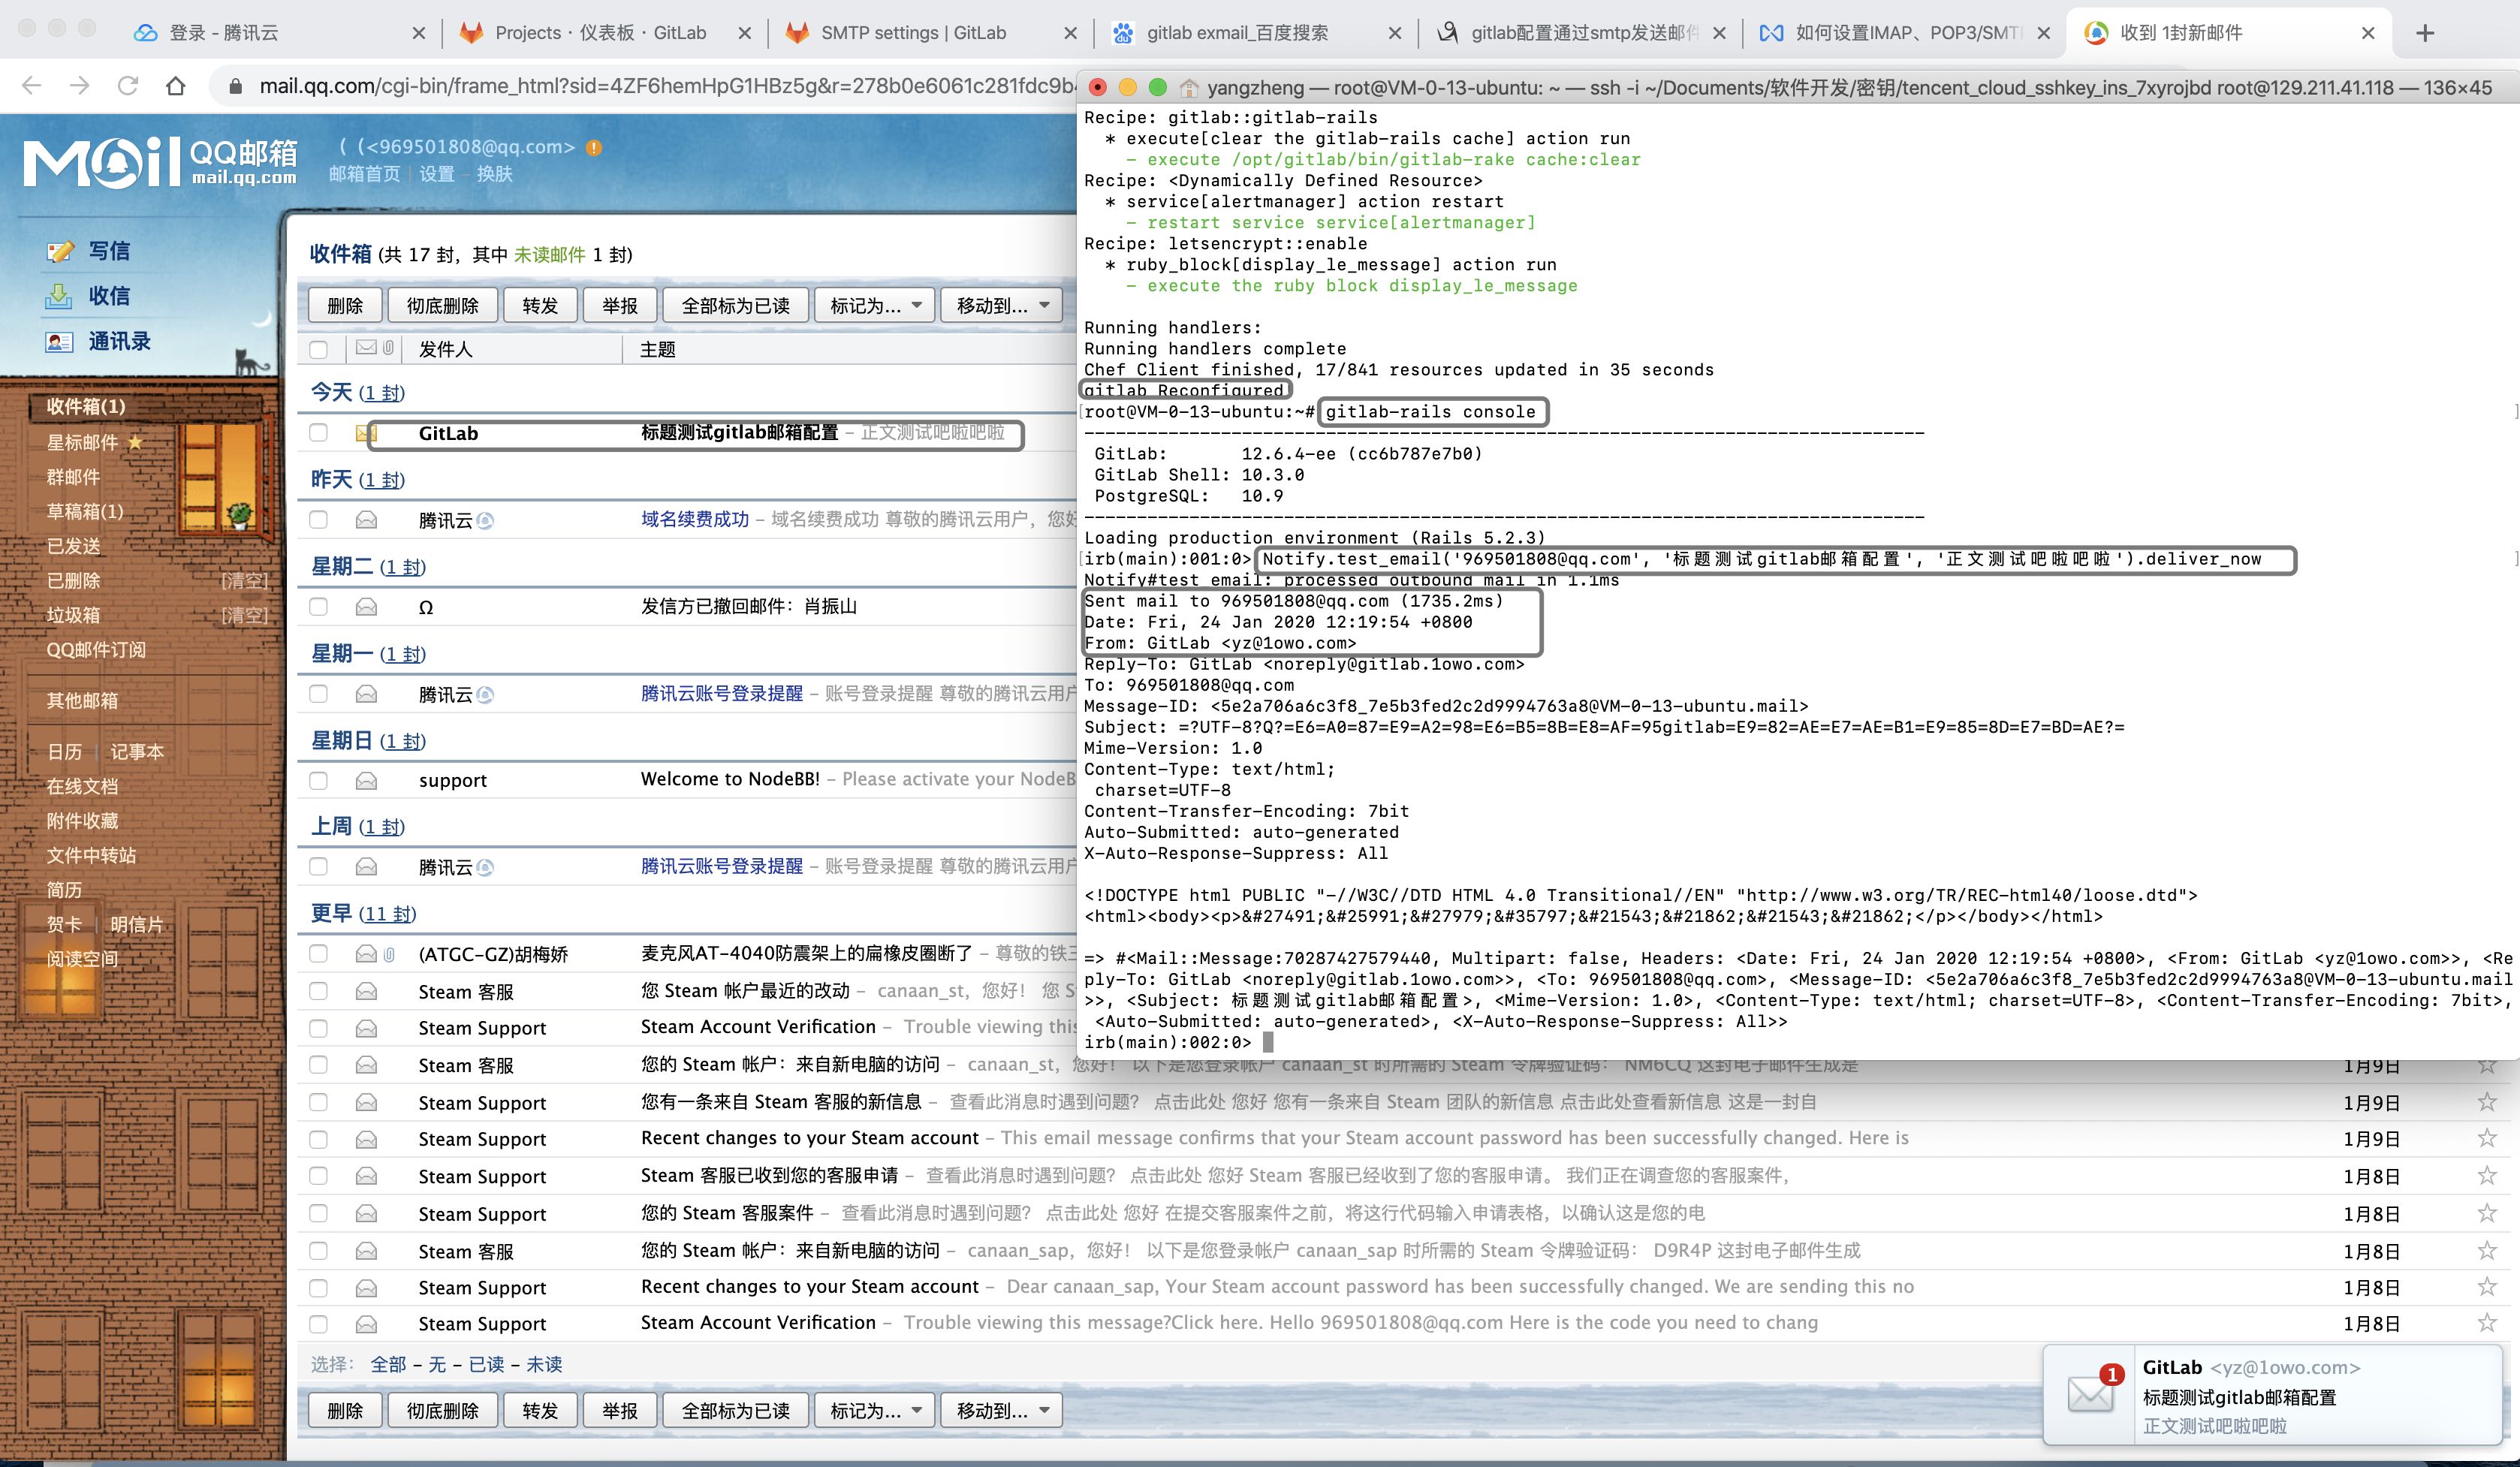 登录 - 腾讯云
Projects · 仪表板 · GitLab
SMTP settings | GitLab
gitlab exmail_百度搜索
gitlab配置通过smtp发送邮件
如何设置IMAP、POP3/SMT
收到 1封新邮件
mail.qq.com/cgi-bin/frame_html?sid=4ZF6hemHpG1HBz5g&r=278b0e6061c281fdc9b
Mail QQ邮箱 mail.qq.com
( (<969501808@qq.com>
邮箱首页 | 设置 - 换肤
写信
收信
通讯录
收件箱(1)
星标邮件
群邮件
草稿箱(1)
已发送
已删除 [清空]
垃圾箱 [清空]
QQ邮件订阅
其他邮箱
日历 | 记事本
在线文档
附件收藏
文件中转站
简历
贺卡 | 明信片
阅读空间
收件箱 (共 17 封, 其中 未读邮件 1 封)
删除 彻底删除 转发 举报 全部标为已读 标记为... 移动到...
发件人 主题
今天 (1 封)
GitLab 标题测试gitlab邮箱配置 – 正文测试吧啦吧啦
昨天 (1 封)
腾讯云 域名续费成功 – 域名续费成功 尊敬的腾讯云用户，您好
星期二 (1 封)
Ω 发信方已撤回邮件：肖振山
星期一 (1 封)
腾讯云 腾讯云账号登录提醒 – 账号登录提醒 尊敬的腾讯云用户
星期日 (1 封)
support Welcome to NodeBB! – Please activate your NodeB
上周 (1 封)
腾讯云 腾讯云账号登录提醒 – 账号登录提醒 尊敬的腾讯云用户
更早 (11 封)
(ATGC-GZ)胡梅娇 麦克风AT-4040防震架上的扁橡皮圈断了 – 尊敬的铁三
Steam 客服 您 Steam 帐户最近的改动 – canaan_st，您好！ 您 S
Steam Support Steam Account Verification – Trouble viewing this
Steam 客服 您的 Steam 帐户：来自新电脑的访问 – canaan_st，您好！ 以下是您登录帐户 canaan_st 时所需的 Steam 令牌验证码： NM6CQ 这封电子邮件生成是 1月9日
Steam Support 您有一条来自 Steam 客服的新信息 – 查看此消息时遇到问题？ 点击此处 您好 您有一条来自 Steam 团队的新信息 点击此处查看新信息 这是一封自 1月9日
Steam Support Recent changes to your Steam account – This email message confirms that your Steam account password has been successfully changed. Here is 1月9日
Steam Support Steam 客服已收到您的客服申请 – 查看此消息时遇到问题？ 点击此处 您好 Steam 客服已经收到了您的客服申请。 我们正在调查您的客服案件， 1月8日
Steam Support 您的 Steam 客服案件 – 查看此消息时遇到问题？ 点击此处 您好 在提交客服案件之前，将这行代码输入申请表格，以确认这是您的电 1月8日
Steam 客服 您的 Steam 帐户：来自新电脑的访问 – canaan_sap，您好！ 以下是您登录帐户 canaan_sap 时所需的 Steam 令牌验证码： D9R4P 这封电子邮件生成 1月8日
Steam Support Recent changes to your Steam account – Dear canaan_sap, Your Steam account password has been successfully changed. We are sending this no 1月8日
Steam Support Steam Account Verification – Trouble viewing this message?Click here. Hello 969501808@qq.com Here is the code you need to chang 1月8日
选择： 全部 – 无 – 已读 – 未读
删除 彻底删除 转发 举报 全部标为已读 标记为... 移动到...
yangzheng — root@VM-0-13-ubuntu: ~ — ssh -i ~/Documents/软件开发/密钥/tencent_cloud_sshkey_ins_7xyrojbd root@129.211.41.118 — 136×45
Recipe: gitlab::gitlab-rails
* execute[clear the gitlab-rails cache] action run
- execute /opt/gitlab/bin/gitlab-rake cache:clear
Recipe: <Dynamically Defined Resource>
* service[alertmanager] action restart
- restart service service[alertmanager]
Recipe: letsencrypt::enable
* ruby_block[display_le_message] action run
- execute the ruby block display_le_message
Running handlers:
Running handlers complete
Chef Client finished, 17/841 resources updated in 35 seconds
gitlab Reconfigured
[root@VM-0-13-ubuntu:~# gitlab-rails console ]
--------------------------------------------------------------------------------
GitLab: 12.6.4-ee (cc6b787e7b0)
GitLab Shell: 10.3.0
PostgreSQL: 10.9
--------------------------------------------------------------------------------
Loading production environment (Rails 5.2.3)
[irb(main):001:0> Notify.test_email('969501808@qq.com', '标题测试gitlab邮箱配置', '正文测试吧啦吧啦').deliver_now ]
Notify#test_email: processed outbound mail in 1.1ms
Sent mail to 969501808@qq.com (1735.2ms)
Date: Fri, 24 Jan 2020 12:19:54 +0800
From: GitLab <yz@1owo.com>
Reply-To: GitLab <noreply@gitlab.1owo.com>
To: 969501808@qq.com
Message-ID: <5e2a706a6c3f8_7e5b3fed2c2d9994763a8@VM-0-13-ubuntu.mail>
Subject: =?UTF-8?Q?=E6=A0=87=E9=A2=98=E6=B5=8B=E8=AF=95gitlab=E9=82=AE=E7=AE=B1=E9=85=8D=E7=BD=AE?=
Mime-Version: 1.0
Content-Type: text/html;
charset=UTF-8
Content-Transfer-Encoding: 7bit
Auto-Submitted: auto-generated
X-Auto-Response-Suppress: All
<!DOCTYPE html PUBLIC "-//W3C//DTD HTML 4.0 Transitional//EN" "http://www.w3.org/TR/REC-html40/loose.dtd">
<html><body><p>&#27491;&#25991;&#27979;&#35797;&#21543;&#21862;&#21543;&#21862;</p></body></html>
=> #<Mail::Message:70287427579440, Multipart: false, Headers: <Date: Fri, 24 Jan 2020 12:19:54 +0800>, <From: GitLab <yz@1owo.com>>, <Re
ply-To: GitLab <noreply@gitlab.1owo.com>>, <To: 969501808@qq.com>, <Message-ID: <5e2a706a6c3f8_7e5b3fed2c2d9994763a8@VM-0-13-ubuntu.mail
>>, <Subject: 标题测试gitlab邮箱配置>, <Mime-Version: 1.0>, <Content-Type: text/html; charset=UTF-8>, <Content-Transfer-Encoding: 7bit>,
<Auto-Submitted: auto-generated>, <X-Auto-Response-Suppress: All>>
irb(main):002:0>
1
GitLab <yz@1owo.com>
标题测试gitlab邮箱配置
正文测试吧啦吧啦